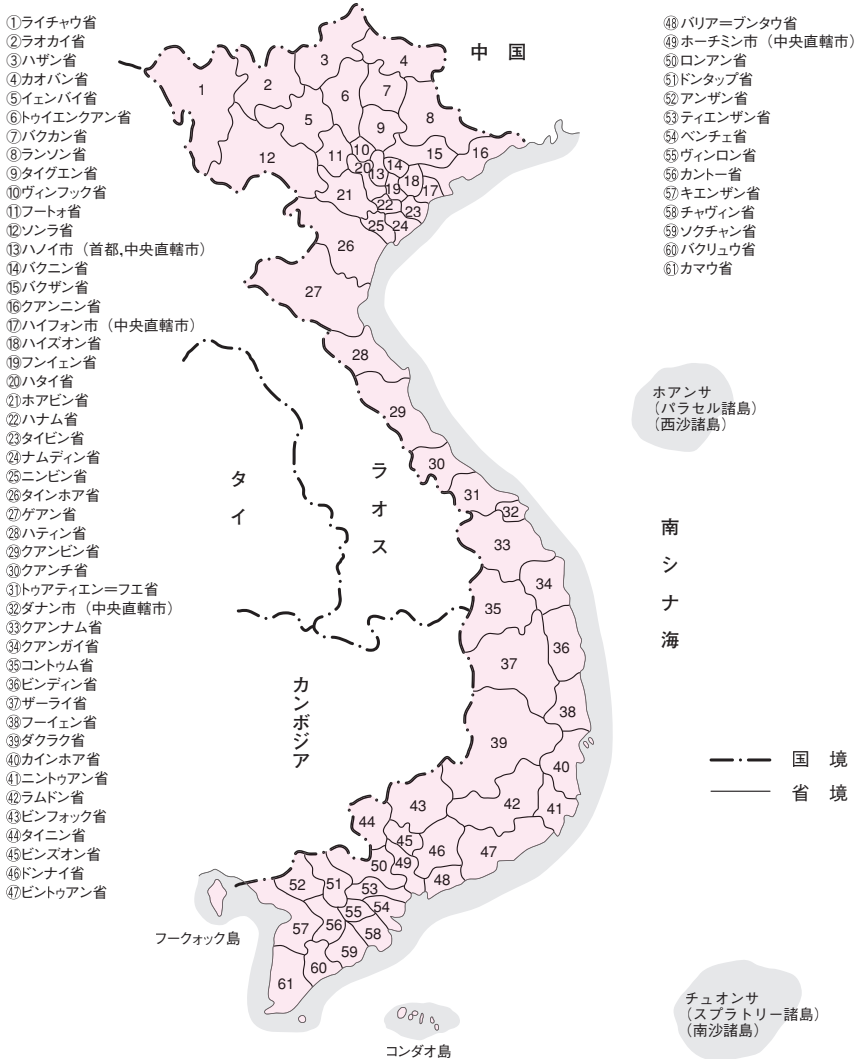 ①ライチャウ省
②ラオカイ省
③ハザン省
④カオバン省
⑤イェンバイ省
⑥トゥイエンクアン省
⑦バクカン省
⑧ランソン省
⑨タイグエン省
⑩ヴィンフック省
⑪フートォ省
⑫ソンラ省
⑬ハノイ市（首都,中央直轄市）
⑭バクニン省
⑮バクザン省
⑯クアンニン省
⑰ハイフォン市（中央直轄市）
⑱ハイズオン省
⑲フンイェン省
⑳ハタイ省
㉑ホアビン省
㉒ハナム省
㉓タイビン省
㉔ナムディン省
㉕ニンビン省
㉖タインホア省
㉗ゲアン省
㉘ハティン省
㉙クアンビン省
㉚クアンチ省
㉛トゥアティエン＝フエ省
㉜ダナン市（中央直轄市）
㉝クアンナム省
㉞クアンガイ省
㉟コントゥム省
㊱ビンディン省
㊲ザーライ省
㊳フーイェン省
㊴ダクラク省
㊵カインホア省
㊶ニントゥアン省
㊷ラムドン省
㊸ビンフォック省
㊹タイニン省
㊺ビンズオン省
㊻ドンナイ省
㊼ビントゥアン省
㊽バリア＝ブンタウ省
㊾ホーチミン市（中央直轄市）
㊿ロンアン省
51ドンタップ省
52アンザン省
53ティエンザン省
54ベンチェ省
55ヴィンロン省
56カントー省
57キエンザン省
58チャヴィン省
59ソクチャン省
60バクリュウ省
61カマウ省
中国
1
2
3
4
5
6
7
8
9
10
11
12
13
14
15
16
17
18
19
20
21
22
23
24
25
26
27
28
29
30
31
32
33
34
35
36
37
38
39
40
41
42
43
44
45
46
47
48
49
50
51
52
53
54
55
56
57
58
59
60
61
タイ
ラオス
カンボジア
南シナ海
ホアンサ
（パラセル諸島）
（西沙諸島）
国境
省境
フークォック島
コンダオ島
チュオンサ
（スプラトリー諸島）
（南沙諸島）